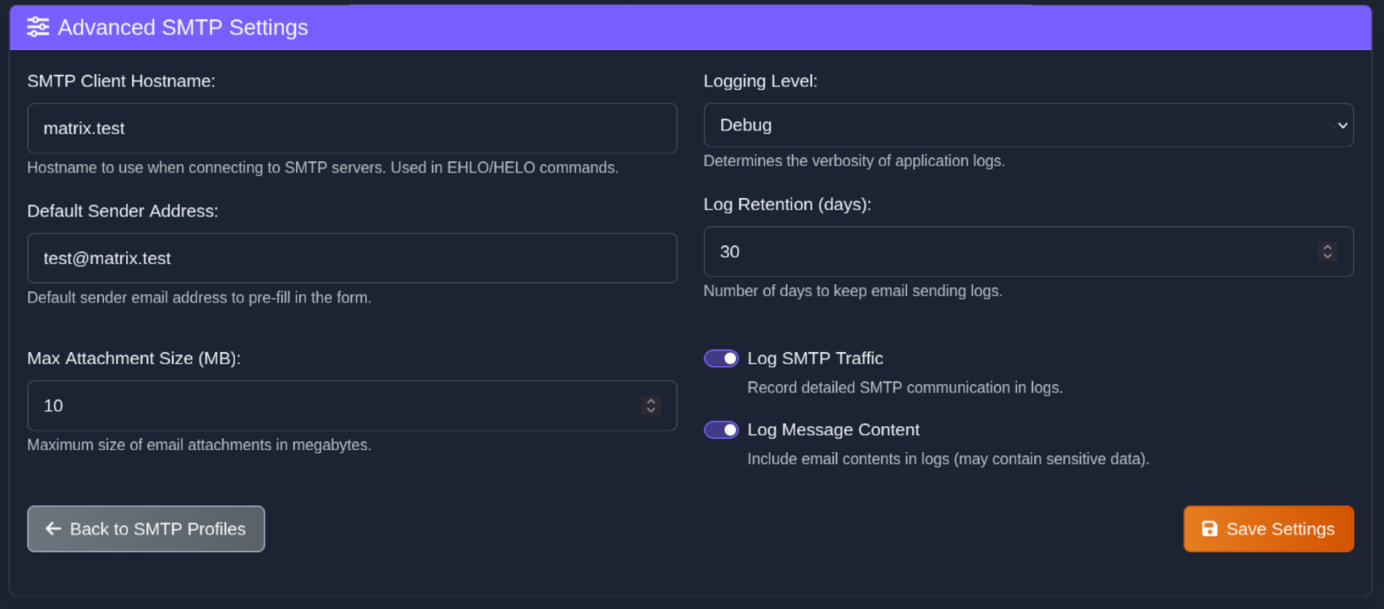 Advanced SMTP Settings
SMTP Client Hostname:
matrix.test
Hostname to use when connecting to SMTP servers. Used in EHLO/HELO commands.
Default Sender Address:
test@matrix.test
Default sender email address to pre-fill in the form.
Max Attachment Size (MB):
10
Maximum size of email attachments in megabytes.
Logging Level:
Debug
Determines the verbosity of application logs.
Log Retention (days):
30
Number of days to keep email sending logs.
Log SMTP Traffic
Record detailed SMTP communication in logs.
Log Message Content
Include email contents in logs (may contain sensitive data).
Back to SMTP Profiles
Save Settings